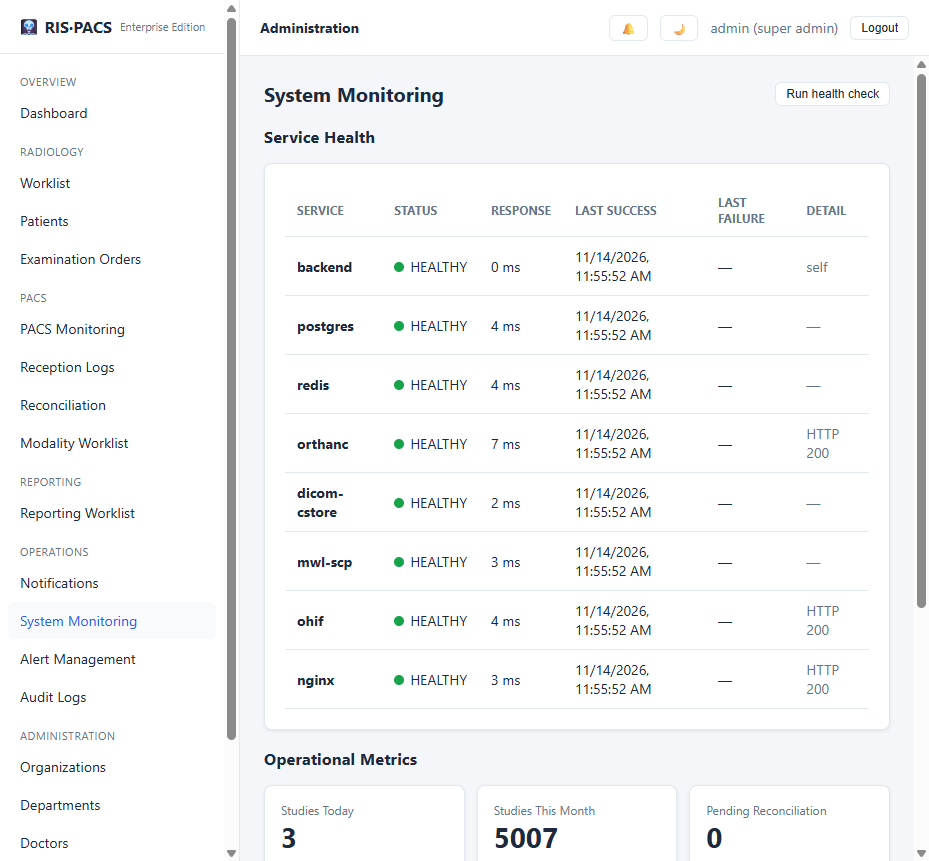 RIS·PACS Enterprise Edition
OVERVIEW
Dashboard
RADIOLOGY
Worklist
Patients
Examination Orders
PACS
PACS Monitoring
Reception Logs
Reconciliation
Modality Worklist
REPORTING
Reporting Worklist
OPERATIONS
Notifications
System Monitoring
Alert Management
Audit Logs
ADMINISTRATION
Organizations
Departments
Doctors
Administration
admin (super admin) Logout
System Monitoring
Run health check
Service Health
SERVICE STATUS RESPONSE LAST SUCCESS LAST FAILURE DETAIL
backend HEALTHY 0 ms 11/14/2026, 11:55:52 AM — self
postgres HEALTHY 4 ms 11/14/2026, 11:55:52 AM — —
redis HEALTHY 4 ms 11/14/2026, 11:55:52 AM — —
orthanc HEALTHY 7 ms 11/14/2026, 11:55:52 AM — HTTP 200
dicom-cstore HEALTHY 2 ms 11/14/2026, 11:55:52 AM — —
mwl-scp HEALTHY 3 ms 11/14/2026, 11:55:52 AM — —
ohif HEALTHY 4 ms 11/14/2026, 11:55:52 AM — HTTP 200
nginx HEALTHY 3 ms 11/14/2026, 11:55:52 AM — HTTP 200
Operational Metrics
Studies Today
3
Studies This Month
5007
Pending Reconciliation
0